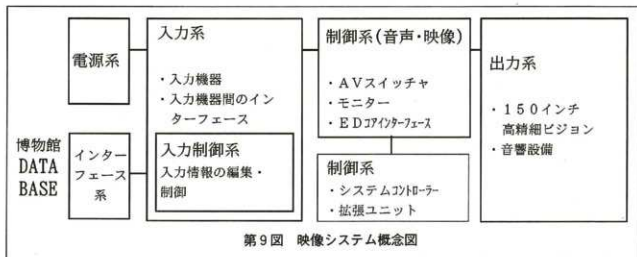 電源系
博物館
DATA
BASE
インター
フェース
系
入力系
・入力機器
・入力機器間のイン
ターフェース
入力制御系
入力情報の編集・
制御
制御系(音声・映像)
・AVスイッチャ
・モニター
・EDコアインターフェース
制御系
・システムコントローラー
・拡張ユニット
出力系
・150インチ
高精細ビジョン
・音響設備
第9図 映像システム概念図